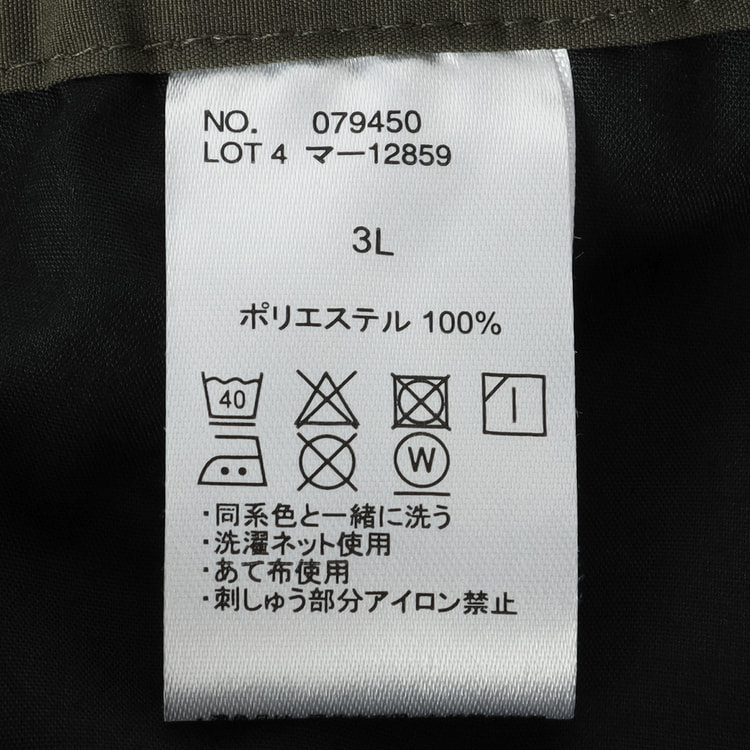 NO. 079450
LOT 4 マー12859
3L
ポリエステル 100%
40
W
・同系色と一緒に洗う
・洗濯ネット使用
・あて布使用
・刺しゅう部分アイロン禁止